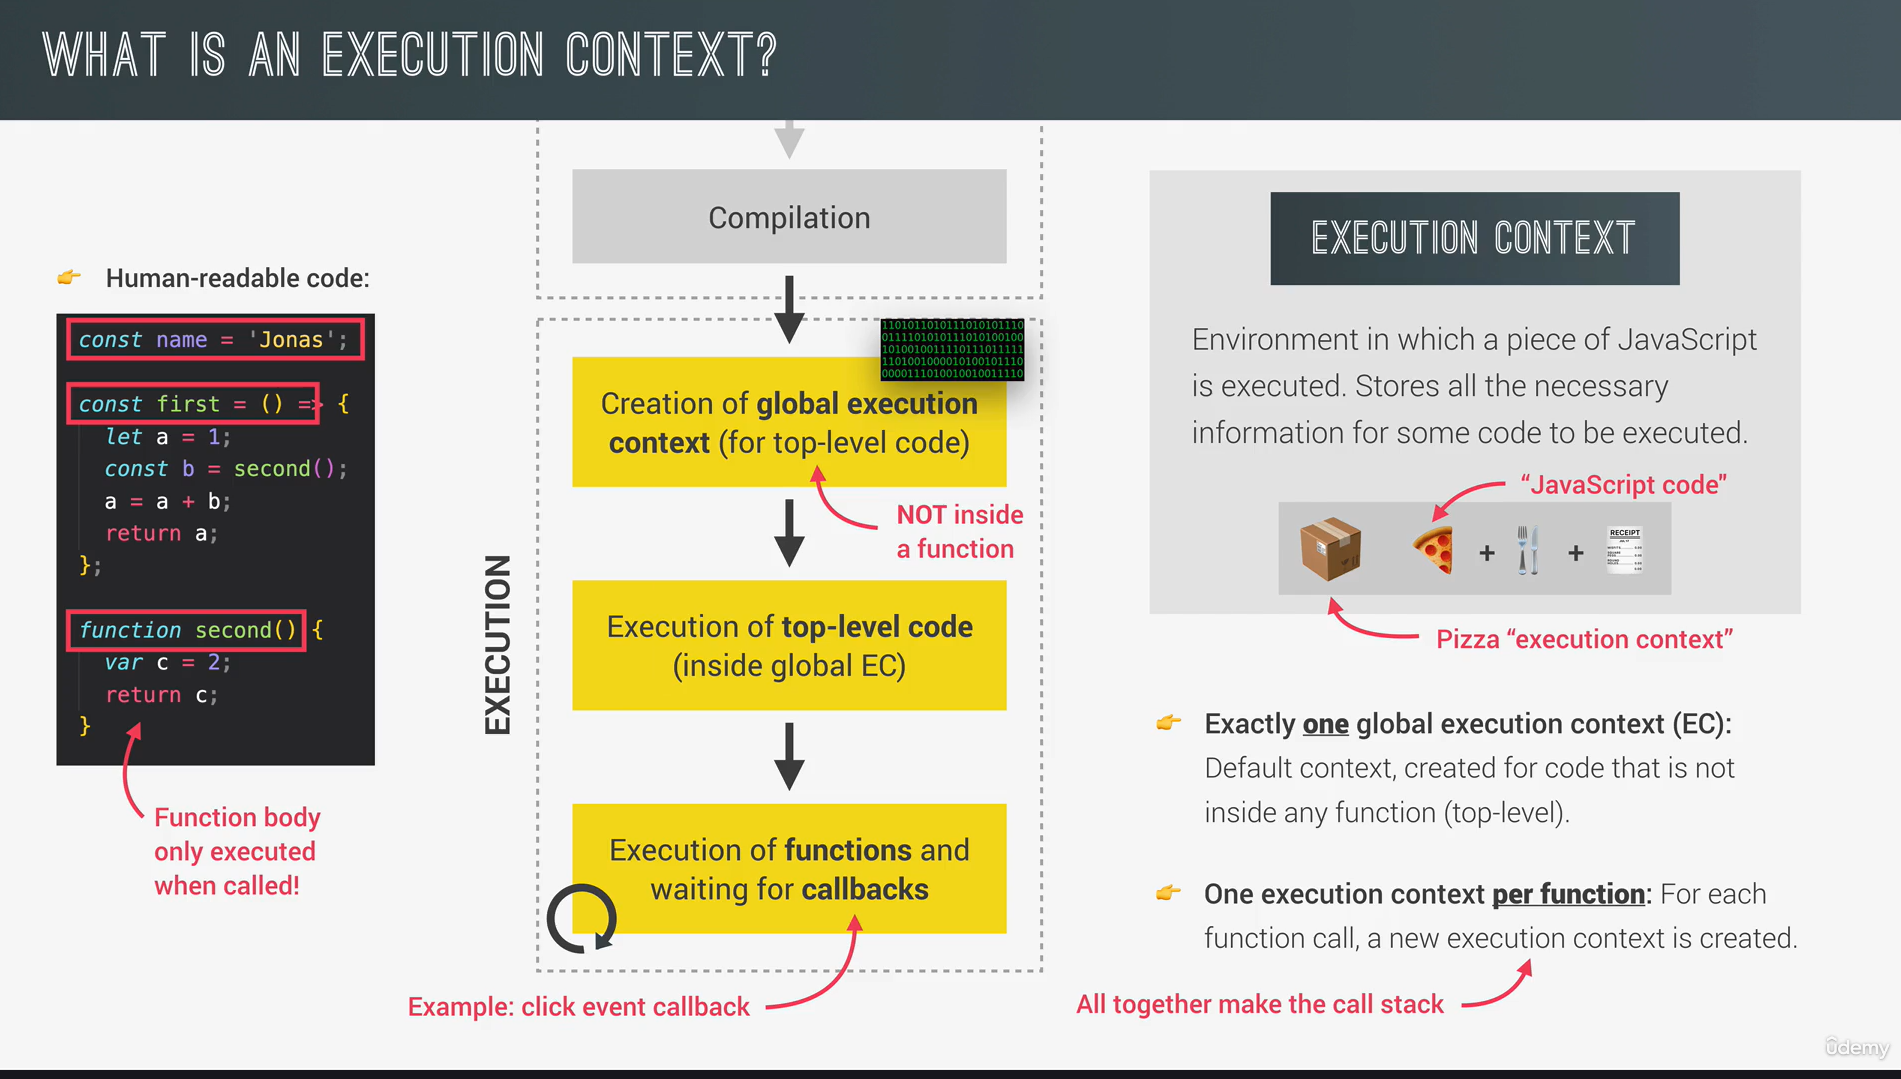 WHAT IS AN EXECUTION CONTEXT?
Compilation
👉 Human-readable code:
const name = 'Jonas';
const first = () => {
let a = 1;
const b = second();
a = a + b;
return a;
};
function second() {
var c = 2;
return c;
}
Function body
only executed
when called!
EXECUTION
11010110101110101011110
0111101010111010100100
10100100111101110111111
11010010000101001011110
00001110100100100111110
Creation of global execution
context (for top-level code)
NOT inside
a function
Execution of top-level code
(inside global EC)
Execution of functions and
waiting for callbacks
Example: click event callback
EXECUTION CONTEXT
Environment in which a piece of JavaScript
is executed. Stores all the necessary
information for some code to be executed.
“JavaScript code”
+ +
RECEIPT
Pizza “execution context”
👉 Exactly one global execution context (EC):
Default context, created for code that is not
inside any function (top-level).
👉 One execution context per function: For each
function call, a new execution context is created.
All together make the call stack
ûdemy